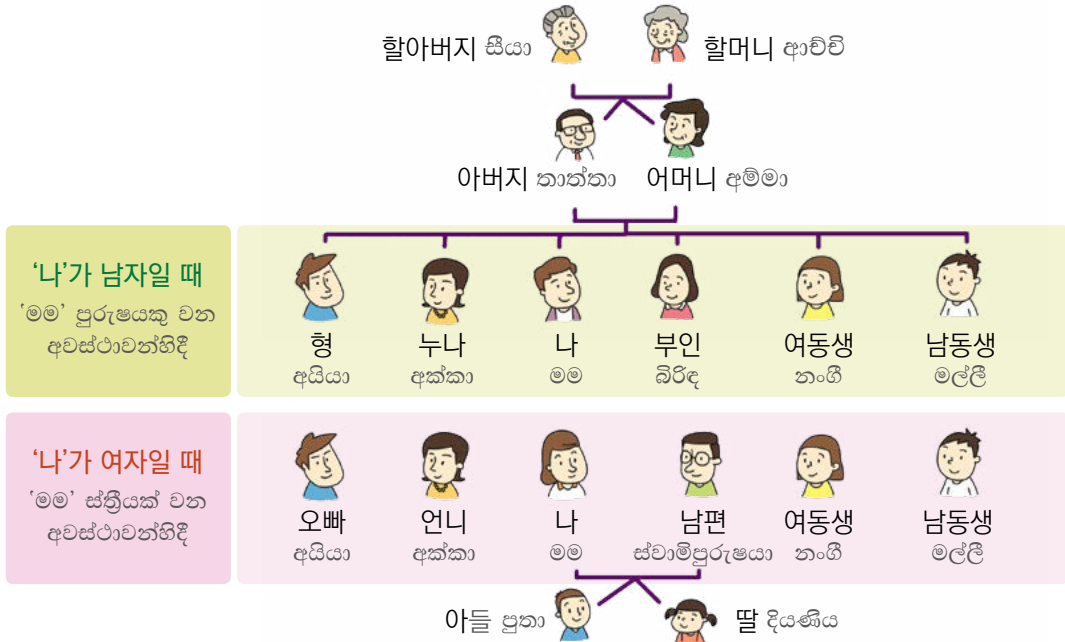 할아버지 සීයා 할머니 ආච්චි
아버지 තාත්තා 어머니 අම්මා
‘나’가 남자일 때
‘මම’ පුරුෂයකු වන
අවස්ථාවන්හිදී
형 누나 나 부인 여동생 남동생
අයියා අක්කා මම බිරිඳ නංගී මල්ලී
‘나’가 여자일 때
‘මම’ ස්ත්‍රීයක් වන
අවස්ථාවන්හිදී
오빠 언니 나 남편 여동생 남동생
අයියා අක්කා මම ස්වාමිපුරුෂයා නංගී මල්ලී
아들 පුතා 딸 දියණිය